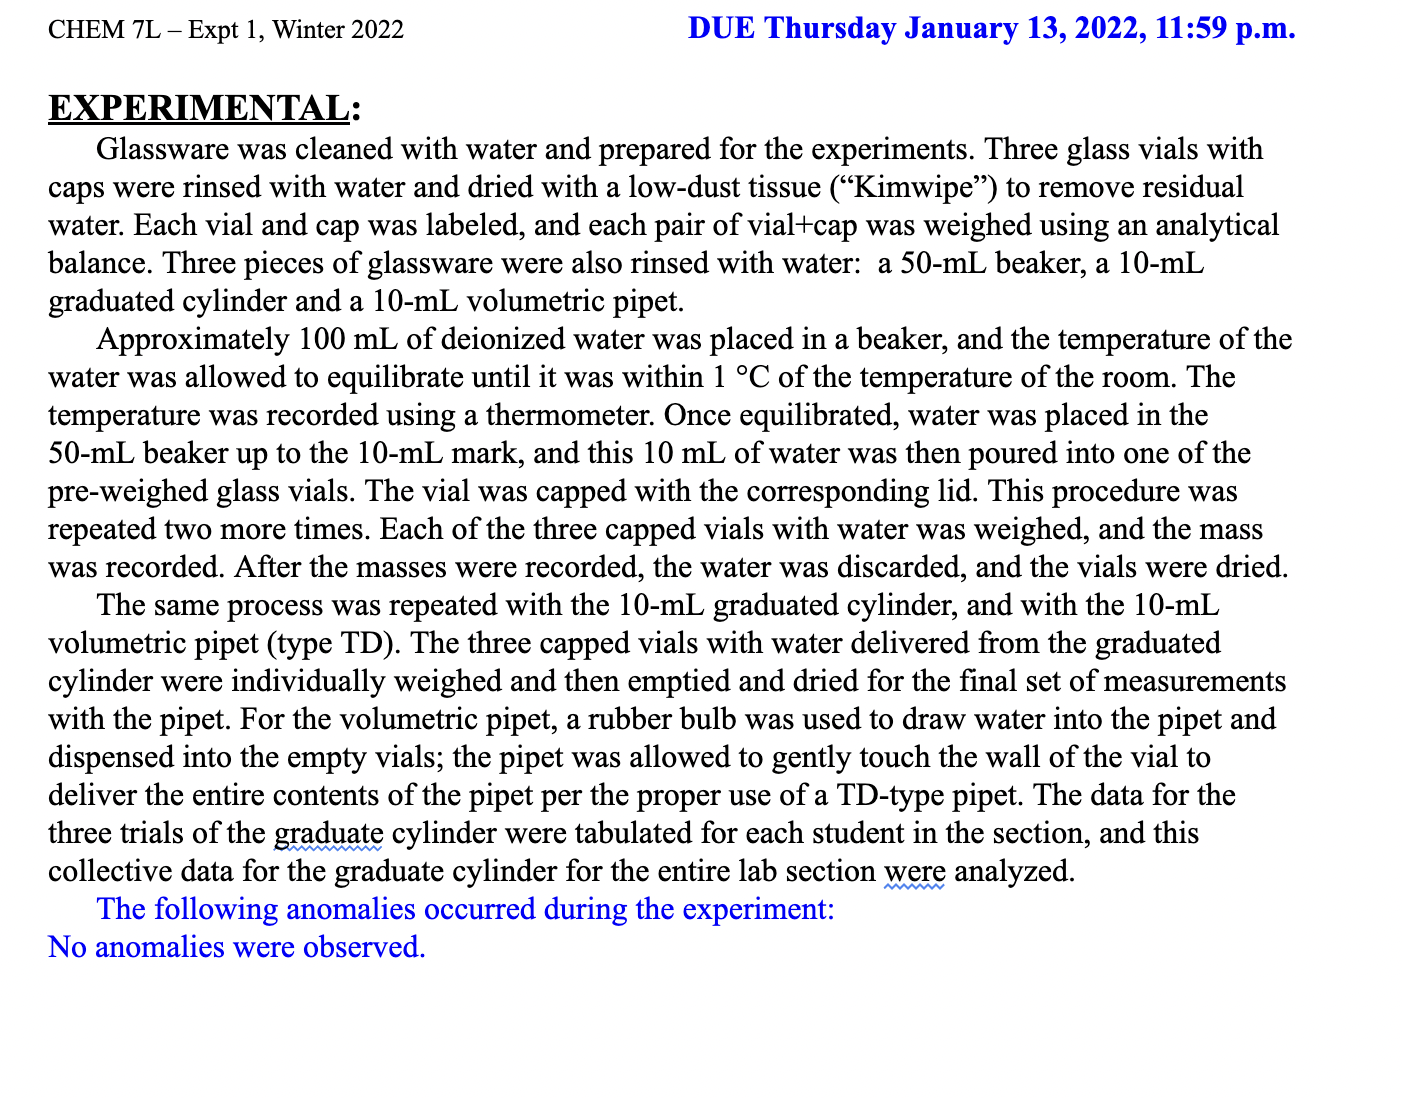 CHEM 7L – Expt 1, Winter 2022 DUE Thursday January 13, 2022, 11:59 p.m.
EXPERIMENTAL:
Glassware was cleaned with water and prepared for the experiments. Three glass vials with
caps were rinsed with water and dried with a low-dust tissue (“Kimwipe”) to remove residual
water. Each vial and cap was labeled, and each pair of vial+cap was weighed using an analytical
balance. Three pieces of glassware were also rinsed with water:  a 50-mL beaker, a 10-mL
graduated cylinder and a 10-mL volumetric pipet.
Approximately 100 mL of deionized water was placed in a beaker, and the temperature of the
water was allowed to equilibrate until it was within 1 °C of the temperature of the room. The
temperature was recorded using a thermometer. Once equilibrated, water was placed in the
50-mL beaker up to the 10-mL mark, and this 10 mL of water was then poured into one of the
pre-weighed glass vials. The vial was capped with the corresponding lid. This procedure was
repeated two more times. Each of the three capped vials with water was weighed, and the mass
was recorded. After the masses were recorded, the water was discarded, and the vials were dried.
The same process was repeated with the 10-mL graduated cylinder, and with the 10-mL
volumetric pipet (type TD). The three capped vials with water delivered from the graduated
cylinder were individually weighed and then emptied and dried for the final set of measurements
with the pipet. For the volumetric pipet, a rubber bulb was used to draw water into the pipet and
dispensed into the empty vials; the pipet was allowed to gently touch the wall of the vial to
deliver the entire contents of the pipet per the proper use of a TD-type pipet. The data for the
three trials of the graduate cylinder were tabulated for each student in the section, and this
collective data for the graduate cylinder for the entire lab section were analyzed.
The following anomalies occurred during the experiment:
No anomalies were observed.